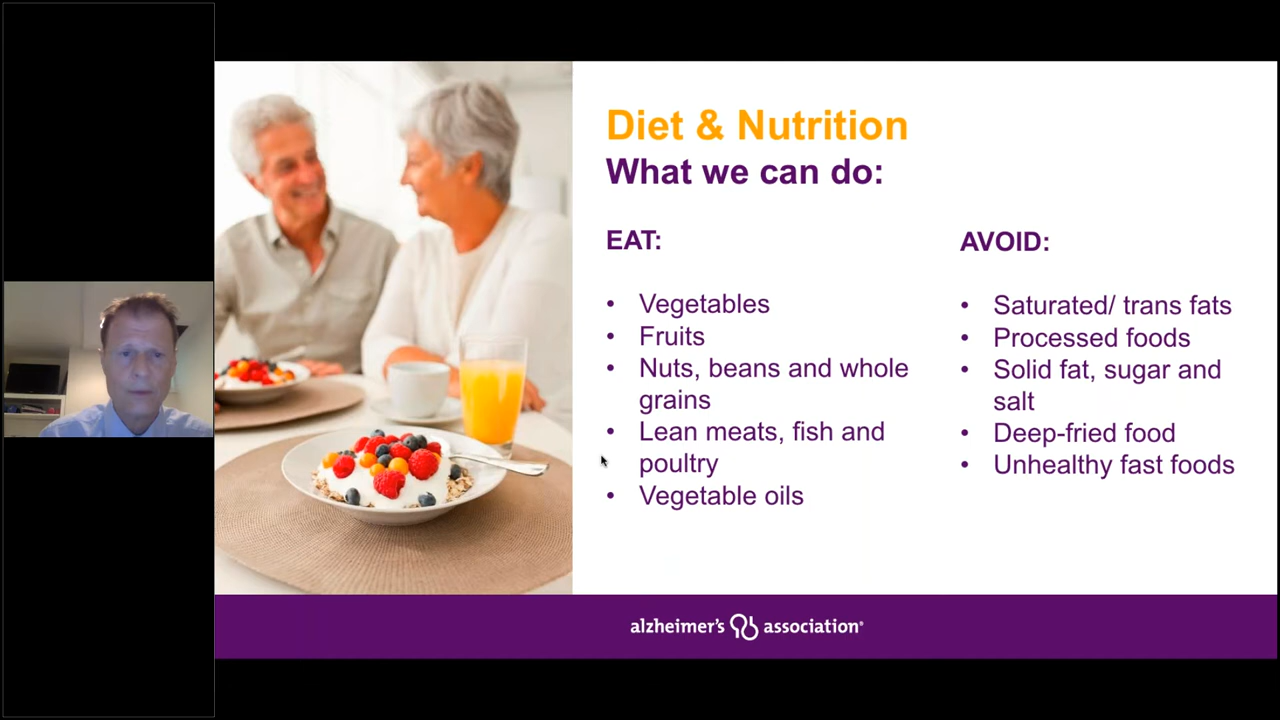 Diet & Nutrition
What we can do:
EAT:
• Vegetables
• Fruits
• Nuts, beans and whole
grains
• Lean meats, fish and
poultry
• Vegetable oils
AVOID:
• Saturated/ trans fats
• Processed foods
• Solid fat, sugar and
salt
• Deep-fried food
• Unhealthy fast foods
alzheimer's association®